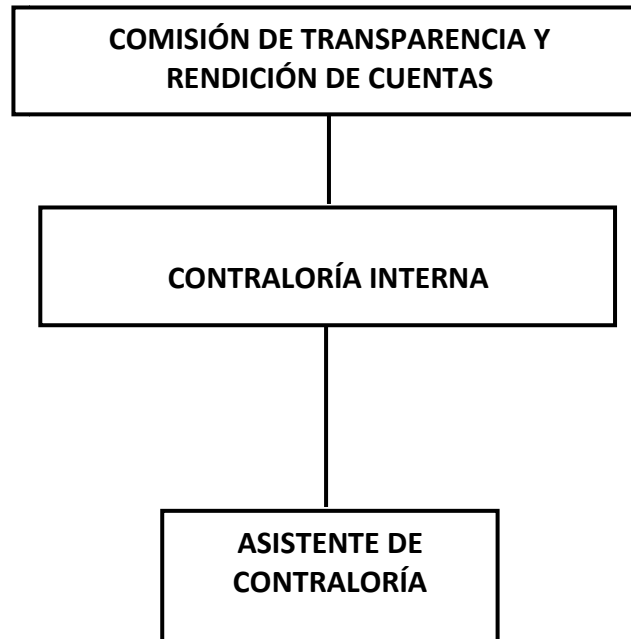 COMISIÓN DE TRANSPARENCIA Y
RENDICIÓN DE CUENTAS
CONTRALORÍA INTERNA
ASISTENTE DE
CONTRALORÍA